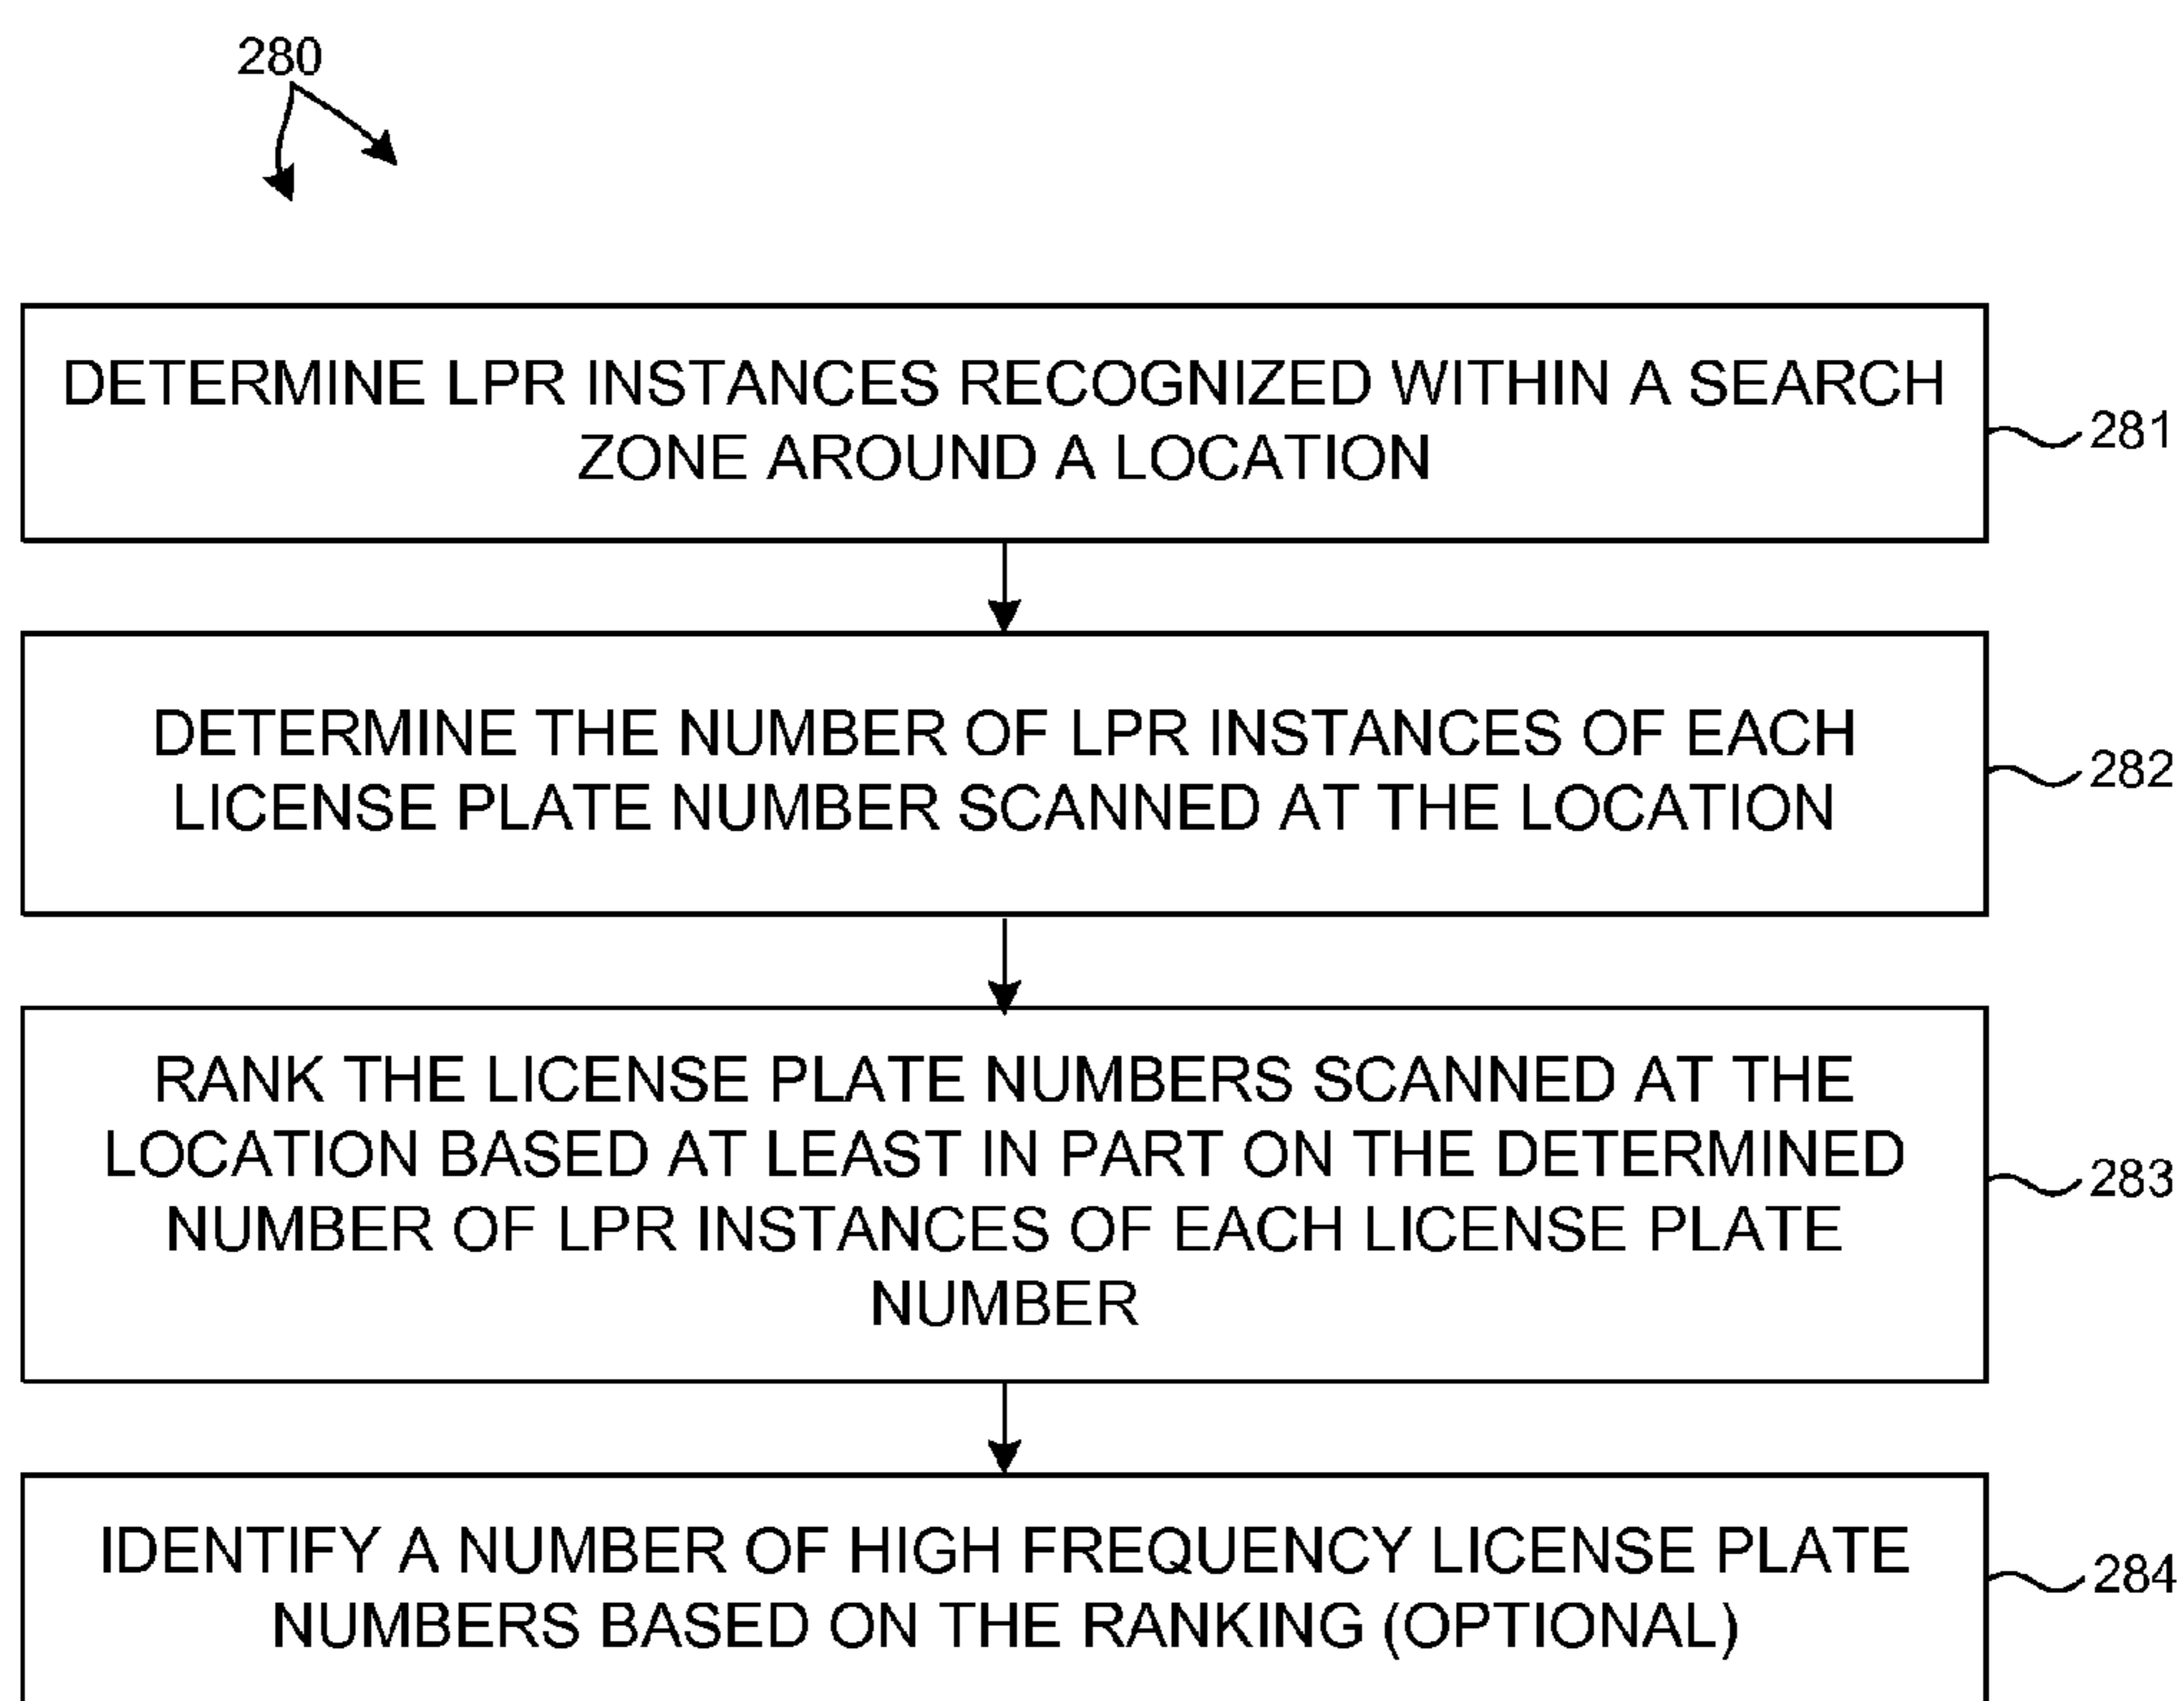 280
DETERMINE LPR INSTANCES RECOGNIZED WITHIN A SEARCH
ZONE AROUND A LOCATION
281
DETERMINE THE NUMBER OF LPR INSTANCES OF EACH
LICENSE PLATE NUMBER SCANNED AT THE LOCATION
282
RANK THE LICENSE PLATE NUMBERS SCANNED AT THE
LOCATION BASED AT LEAST IN PART ON THE DETERMINED
NUMBER OF LPR INSTANCES OF EACH LICENSE PLATE
NUMBER
283
IDENTIFY A NUMBER OF HIGH FREQUENCY LICENSE PLATE
NUMBERS BASED ON THE RANKING (OPTIONAL)
284